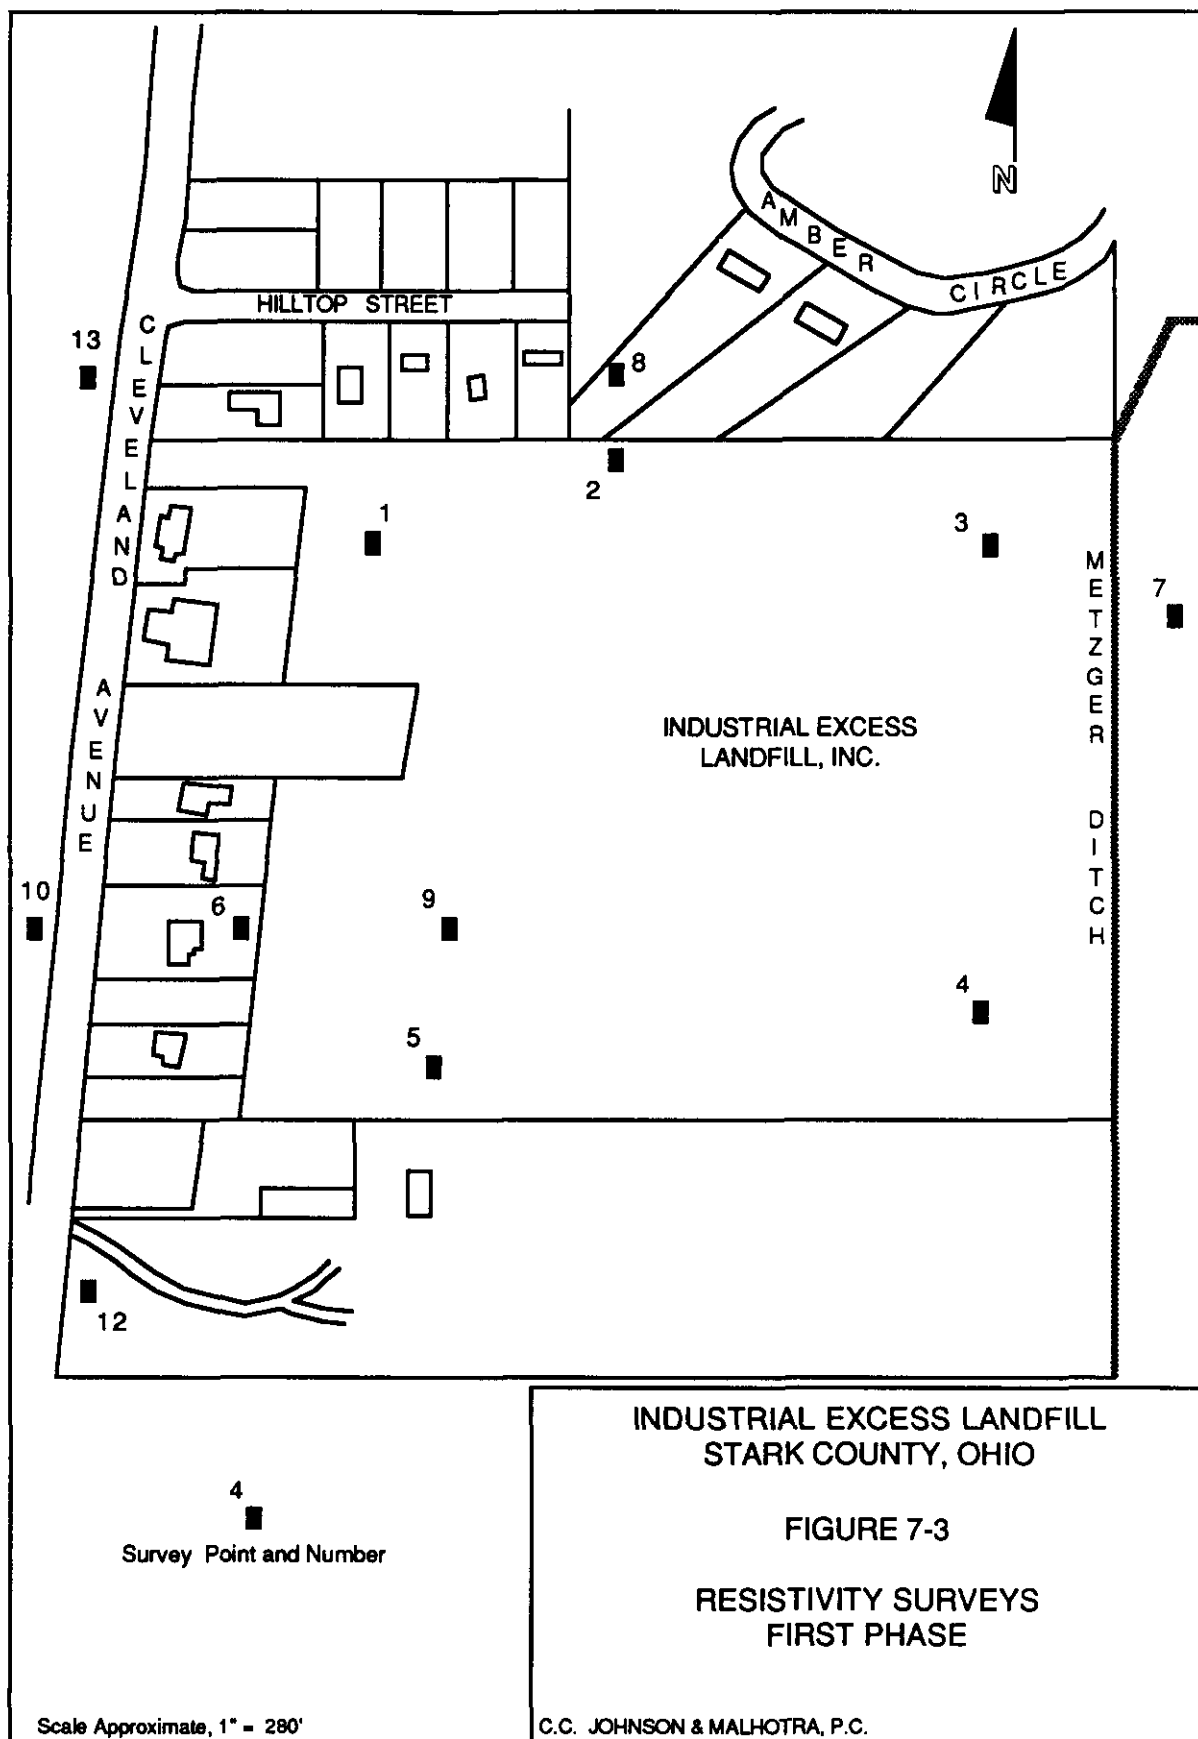 N
AMBER CIRCLE
HILLTOP STREET
CLEVELAND AVENUE
13
8
2
1
3
7
METZGER DITCH
INDUSTRIAL EXCESS
LANDFILL, INC.
10
6
9
4
5
12
INDUSTRIAL EXCESS LANDFILL
STARK COUNTY, OHIO
FIGURE 7-3
RESISTIVITY SURVEYS
FIRST PHASE
4
Survey Point and Number
Scale Approximate, 1" = 280'
C.C. JOHNSON & MALHOTRA, P.C.